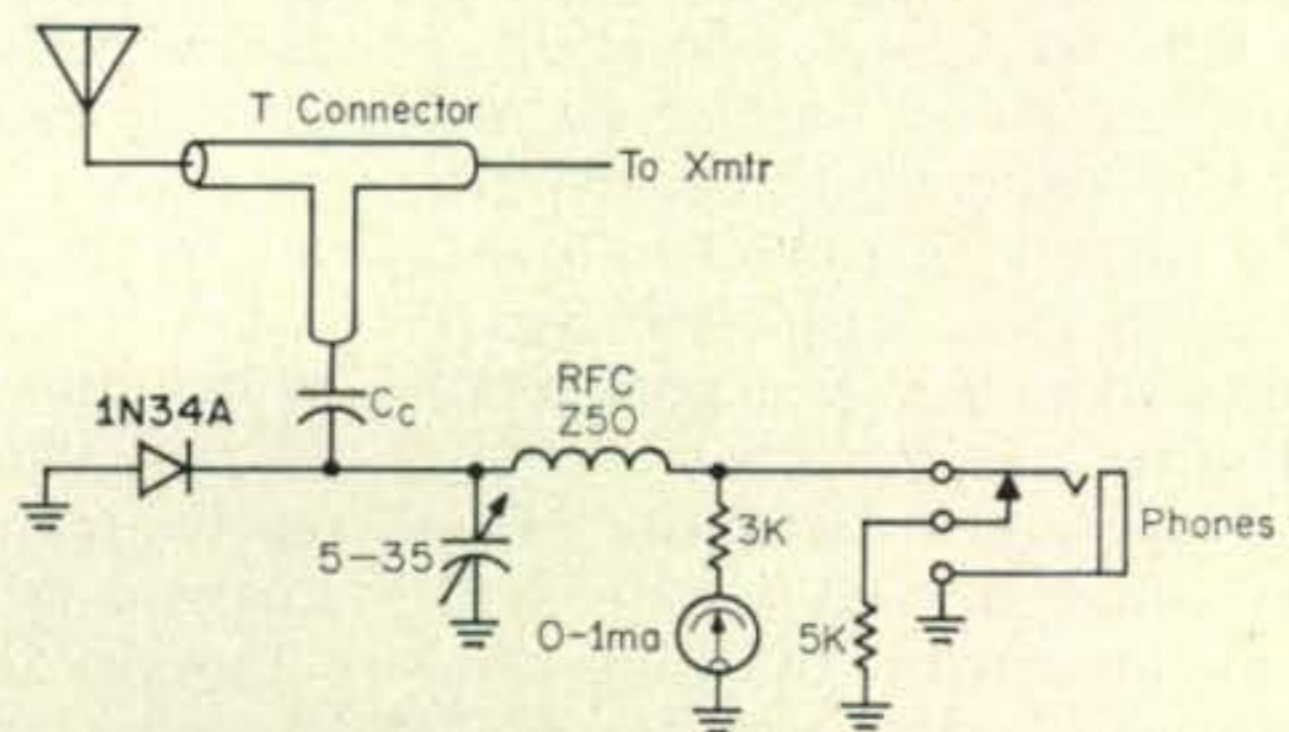 T Connector
To Xmtr
RFC
Z50
1N34A
Cc
5-35
3K
0-1ma
5K
Phones